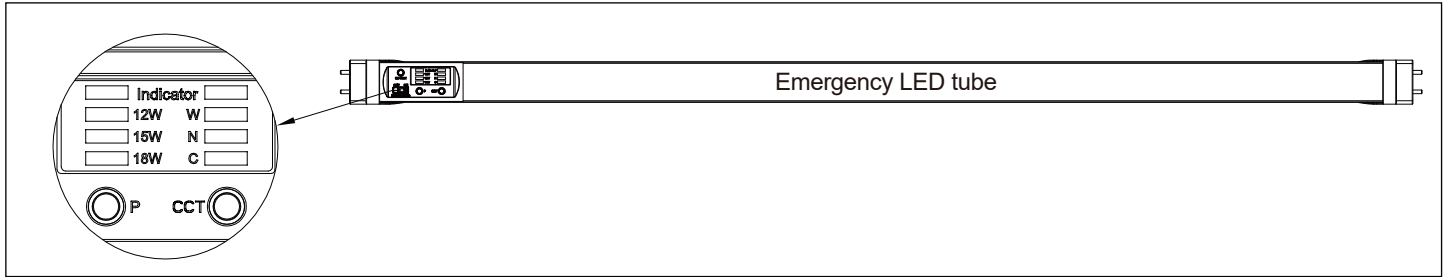 Indicator
12W W
15W N
18W C
P CCT
Emergency LED tube